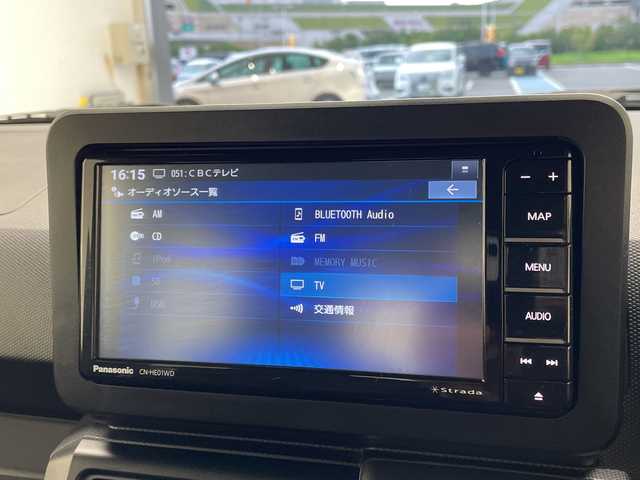 16:15 051:CBCテレビ
オーディオソース一覧
AM
BLUETOOTH Audio
CD
FM
iPod
MEMORY MUSIC
SD
TV
USB
交通情報
− +
MAP
MENU
AUDIO
Panasonic CN-HE01WD
Strada